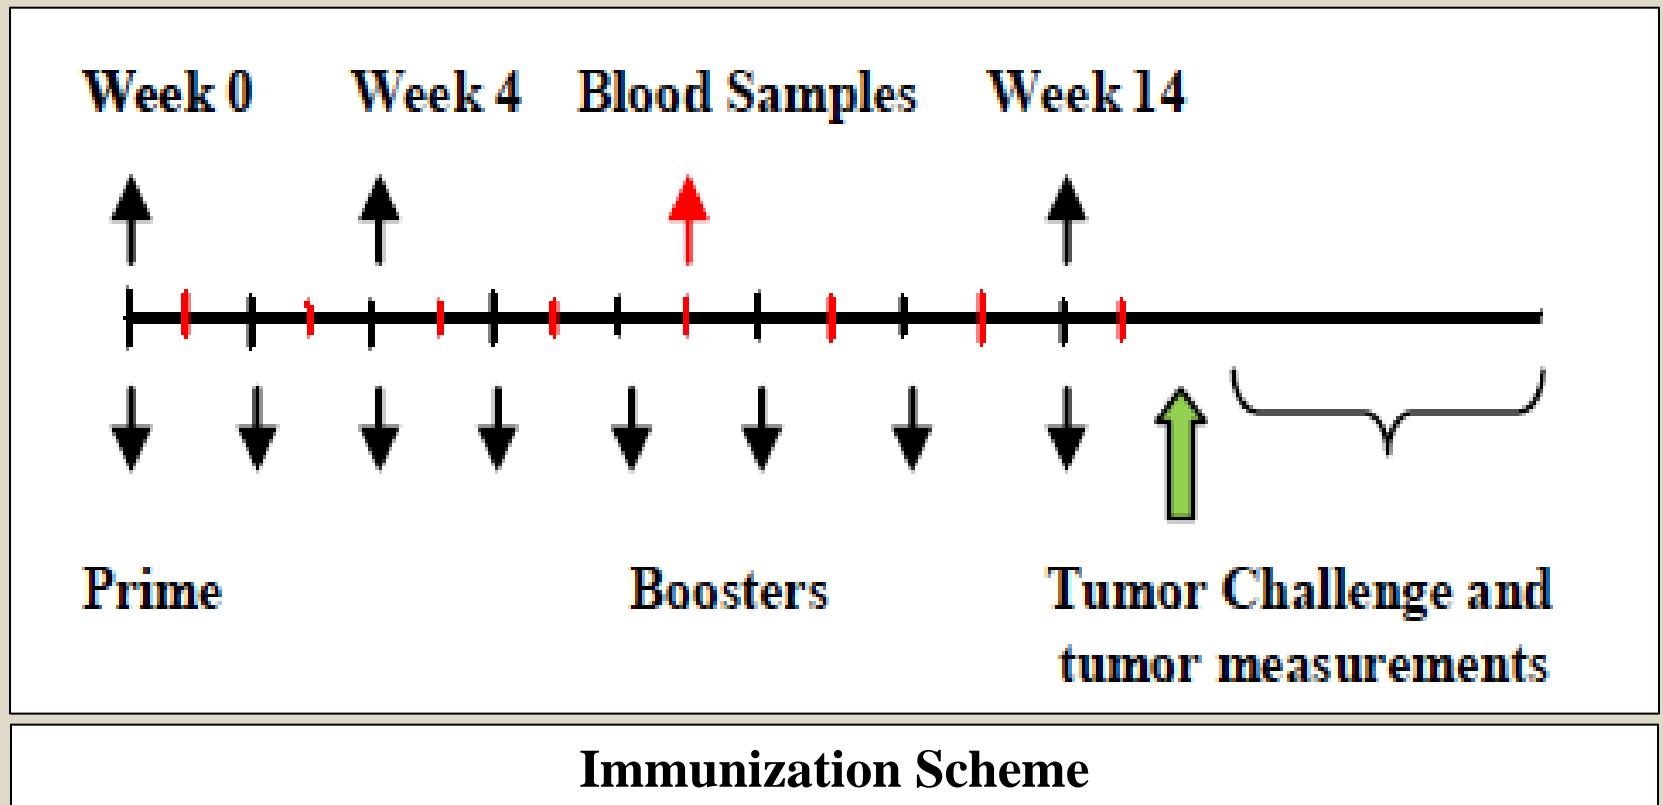 Week 0 Week 4 Blood Samples Week 14
Prime Boosters Tumor Challenge and
tumor measurements
Immunization Scheme